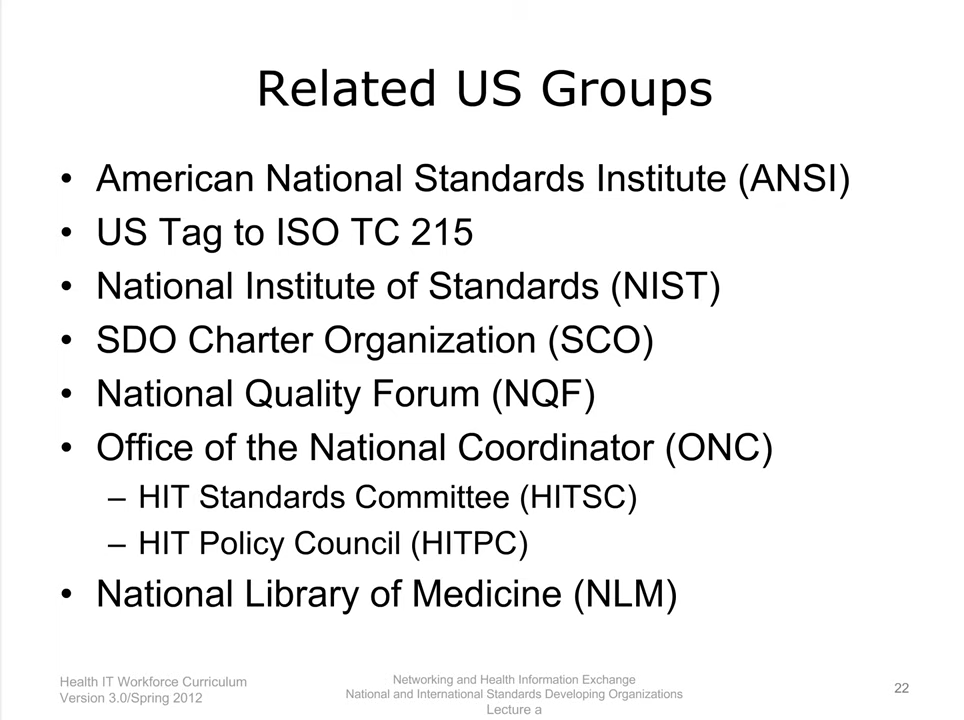 Related US Groups
• American National Standards Institute (ANSI)
• US Tag to ISO TC 215
• National Institute of Standards (NIST)
• SDO Charter Organization (SCO)
• National Quality Forum (NQF)
• Office of the National Coordinator (ONC)
– HIT Standards Committee (HITSC)
– HIT Policy Council (HITPC)
• National Library of Medicine (NLM)
Health IT Workforce Curriculum
Version 3.0/Spring 2012
Networking and Health Information Exchange
National and International Standards Developing Organizations
Lecture a
22